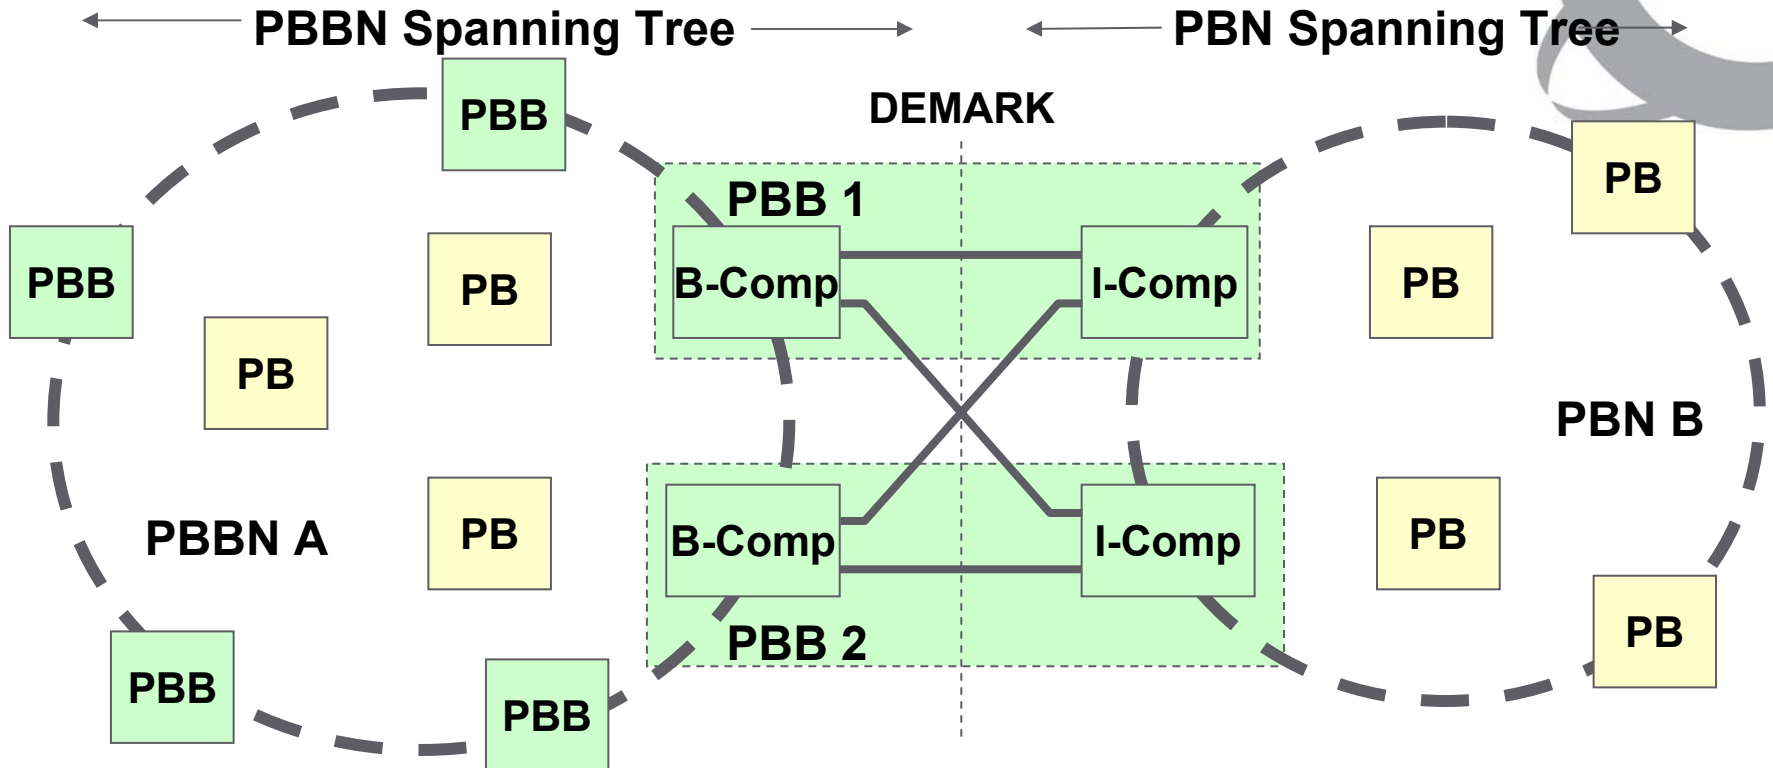 PBBN Spanning Tree
PBN Spanning Tree
DEMARK
PBB
PB
PBB 1
PBB
PB
B-Comp
I-Comp
PB
PB
PBBN A
PB
B-Comp
I-Comp
PBN B
PB
PBB 2
PB
PBB
PBB